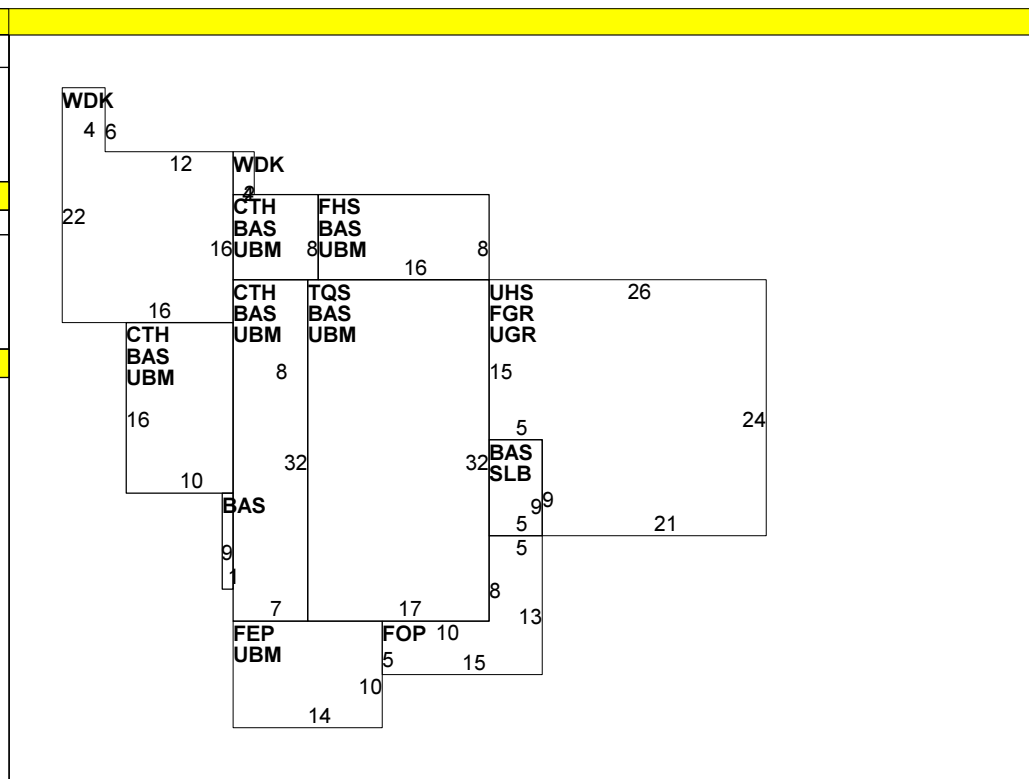 WDK
4 6
12 WDK
CTH FHS
BAS BAS
UBM UBM
22
16 8 8
16
16
CTH TQS UHS 26
BAS BAS FGR
UBM UBM UGR
CTH
BAS
UBM
8 15
16
24
5
BAS
SLB
32 32
10
BAS
9 9
5 21
9
5
1
8
7 17
13
FEP FOP 10
UBM
5 15
10
14